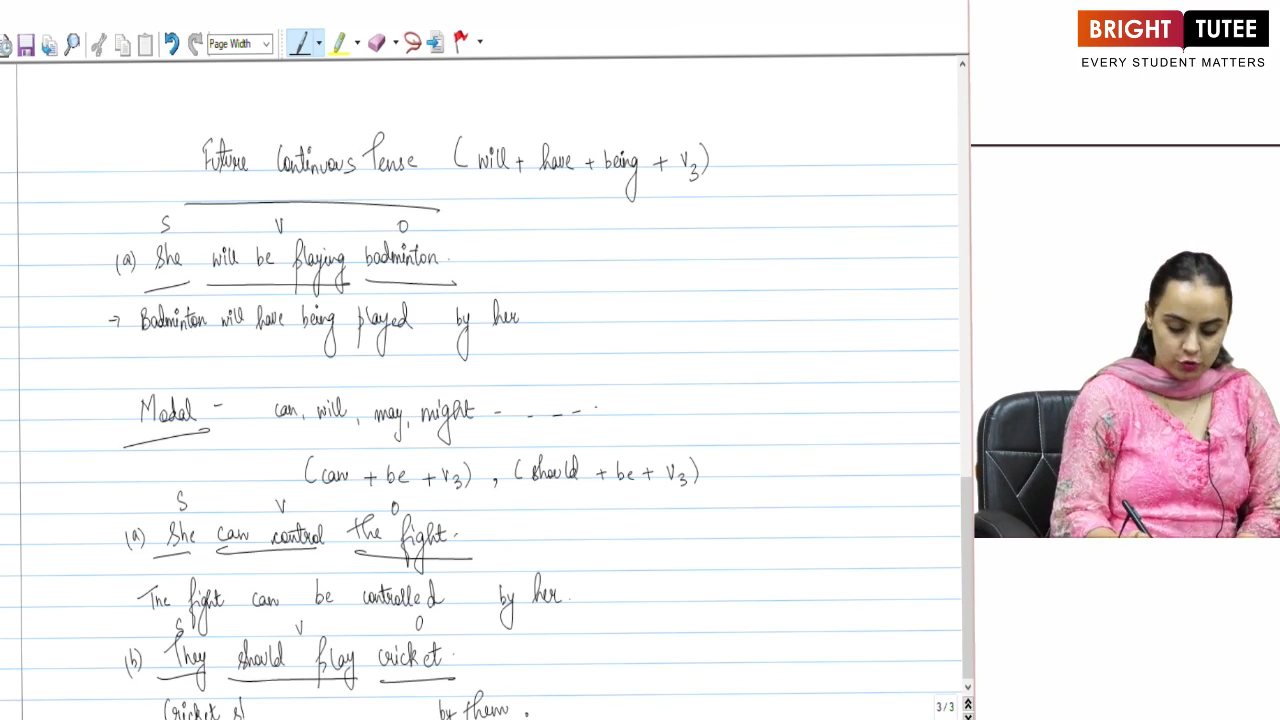 Page Width
BRIGHT TUTEE
EVERY STUDENT MATTERS
Future Continuous Tense (will + have + being + V3)
S V O
(a) She will be playing badminton.
→ Badminton will have being played by her
Modal - can, will, may, might - - - - -
(can + be + V3), (should + be + V3)
S V O
(a) She can control the fight.
The fight can be controlled by her.
S V O
(b) They should play cricket.
Cricket s by them.
3/3